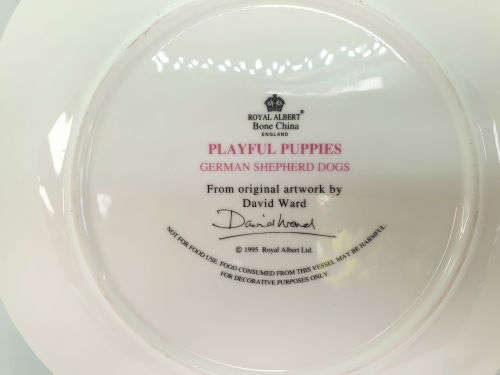 ROYAL ALBERT®
Bone China
ENGLAND
PLAYFUL PUPPIES
GERMAN SHEPHERD DOGS
From original artwork by
David Ward
David Ward
© 1995 Royal Albert Ltd.
NOT FOR FOOD USE. FOOD CONSUMED FROM THIS VESSEL MAY BE HARMFUL
FOR DECORATIVE PURPOSES ONLY.